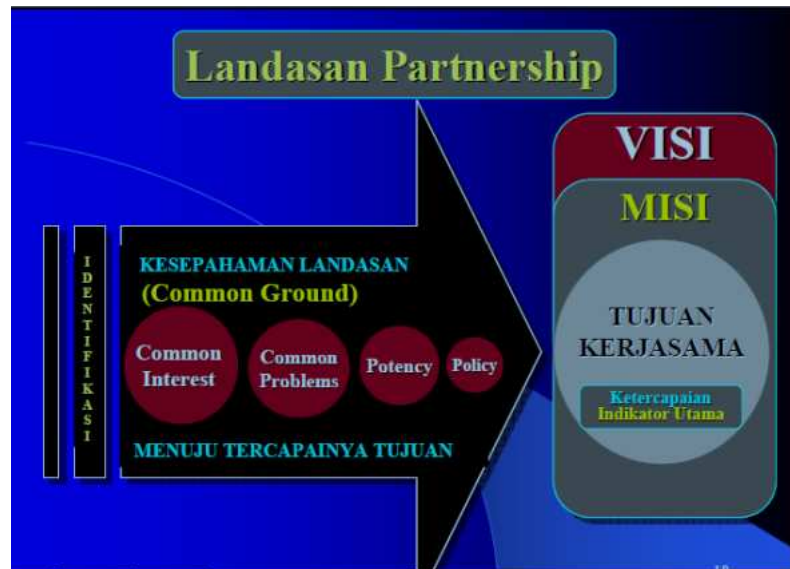 Landasan Partnership
IDENTIFIKASI
KESEPAHAMAN LANDASAN
(Common Ground)
Common
Interest
Common
Problems
Potency
Policy
MENUJU TERCAPAINYA TUJUAN
VISI
MISI
TUJUAN
KERJASAMA
Ketercapaian
Indikator Utama